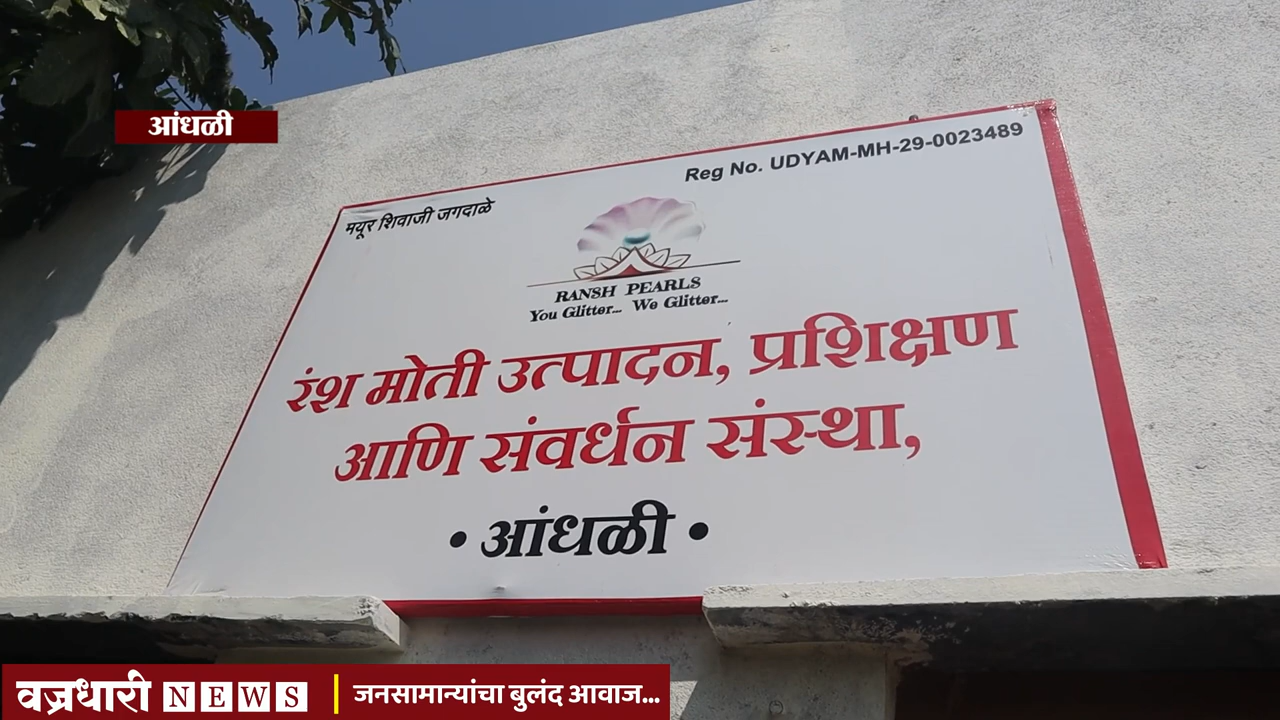 आंधळी
Reg No. UDYAM-MH-29-0023489
मयूर शिवाजी जगदाळे
RANSH PEARLS
You Glitter... We Glitter...
रंश मोती उत्पादन, प्रशिक्षण
आणि संवर्धन संस्था,
• आंधळी •
वज्रधारी NEWS | जनसामान्यांचा बुलंद आवाज...